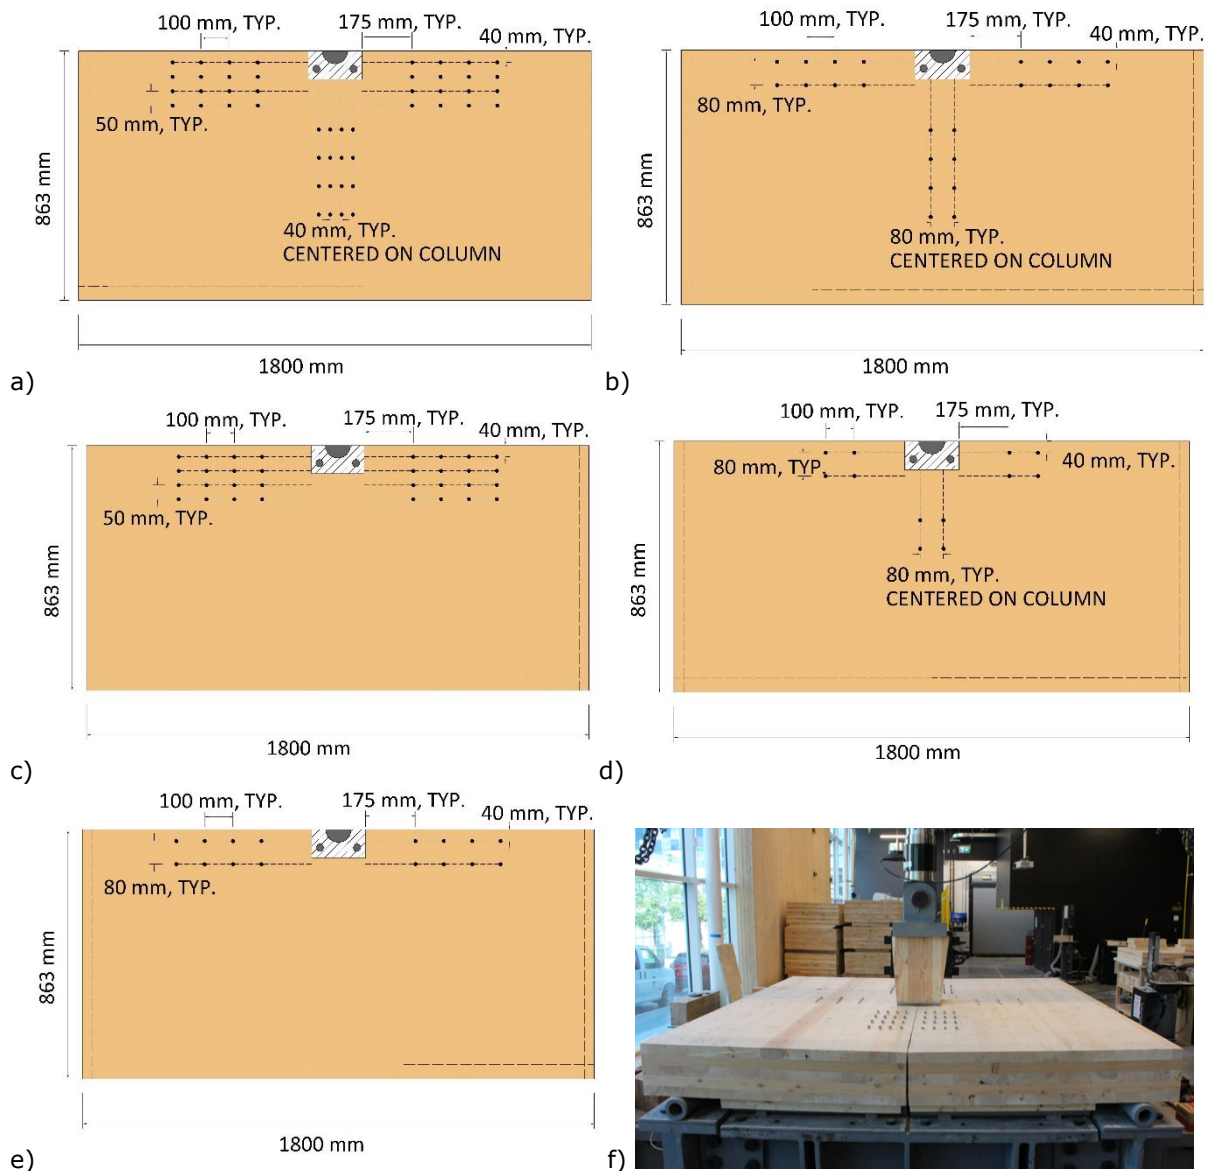 100 mm, TYP.
175 mm, TYP.
40 mm, TYP.
50 mm, TYP.
863 mm
40 mm, TYP.
CENTERED ON COLUMN
1800 mm
a)
100 mm, TYP.
175 mm, TYP.
40 mm, TYP.
80 mm, TYP.
863 mm
80 mm, TYP.
CENTERED ON COLUMN
1800 mm
b)
100 mm, TYP.
175 mm, TYP.
40 mm, TYP.
50 mm, TYP.
863 mm
1800 mm
c)
100 mm, TYP.
175 mm, TYP.
80 mm, TYP.
40 mm, TYP.
863 mm
80 mm, TYP.
CENTERED ON COLUMN
1800 mm
d)
100 mm, TYP.
175 mm, TYP.
40 mm, TYP.
80 mm, TYP.
863 mm
1800 mm
e)
f)